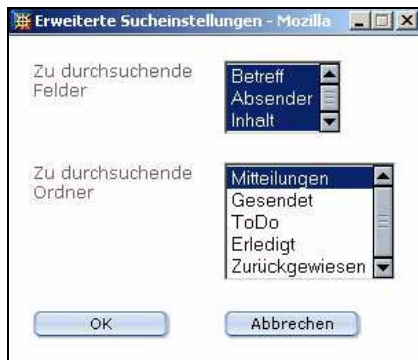 Erweiterte Sucheinstellungen - Mozilla
Zu durchsuchende
Felder
Betreff
Absender
Inhalt
Zu durchsuchende
Ordner
Mitteilungen
Gesendet
ToDo
Erledigt
Zurückgewiesen
OK
Abbrechen